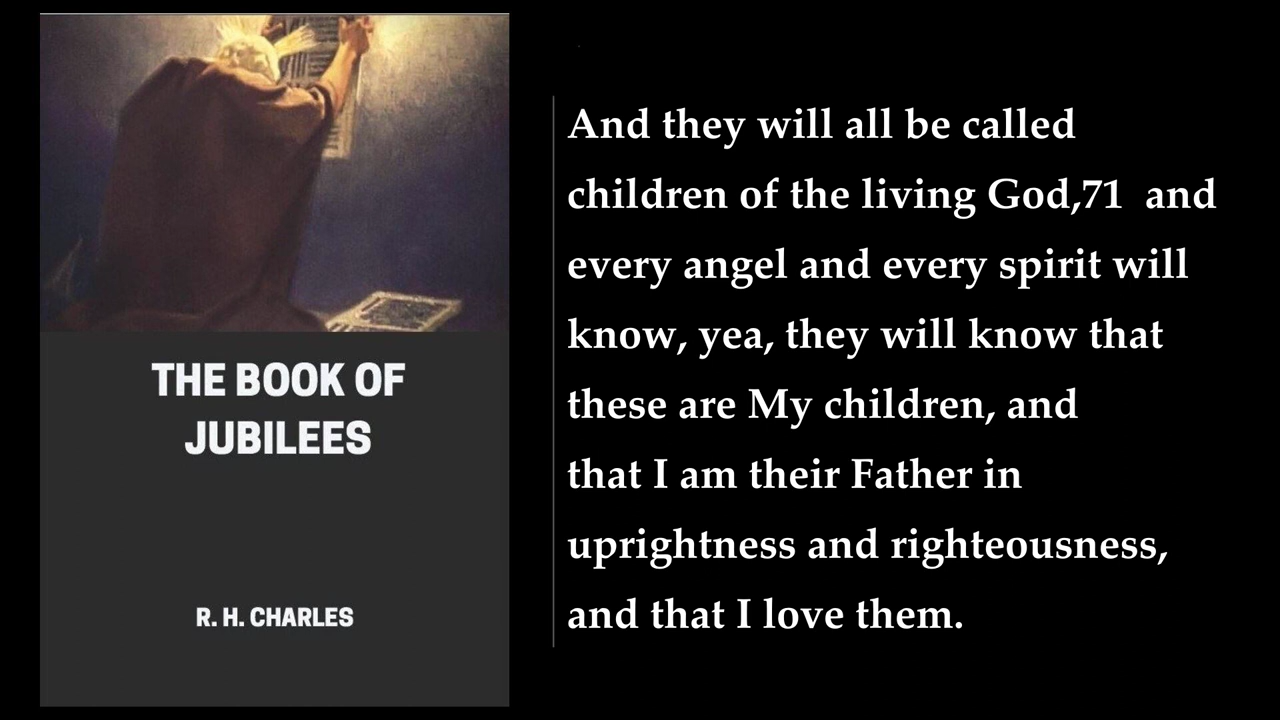 THE BOOK OF
JUBILEES
R. H. CHARLES
And they will all be called
children of the living God,71  and
every angel and every spirit will
know, yea, they will know that
these are My children, and
that I am their Father in
uprightness and righteousness,
and that I love them.